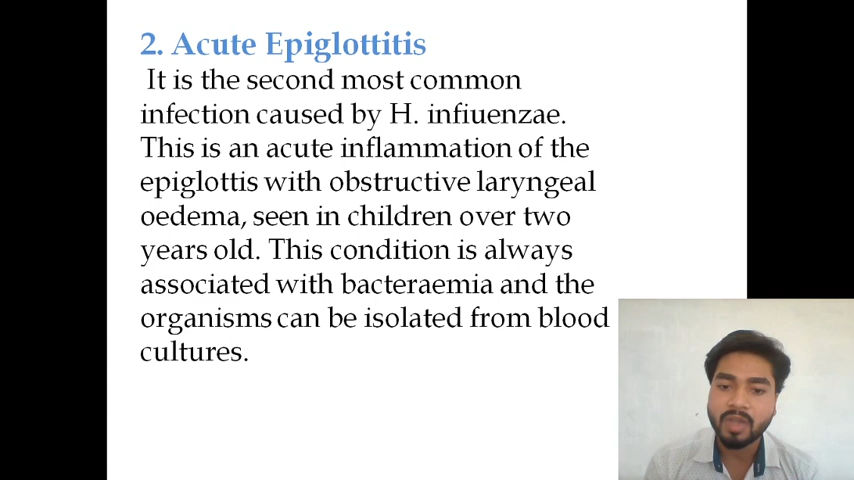 2. Acute Epiglottitis
It is the second most common
infection caused by H. infiuenzae.
This is an acute inflammation of the
epiglottis with obstructive laryngeal
oedema, seen in children over two
years old. This condition is always
associated with bacteraemia and the
organisms can be isolated from blood
cultures.